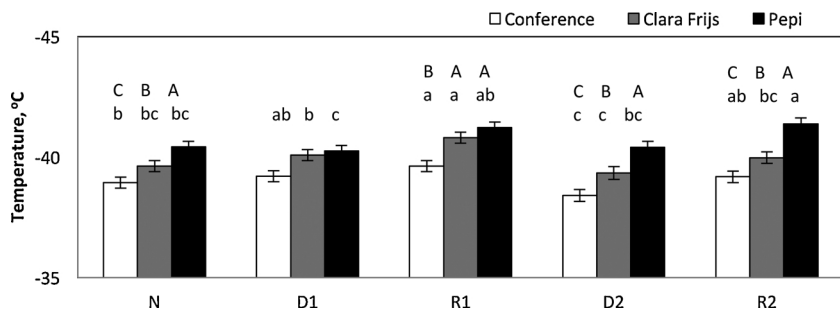 Conference Clara Frijs Pepi
-45
-40
-35
Temperature, °C
C B A
b bc bc
ab b c
B A A
a a ab
C B A
c c bc
C B A
ab bc a
N D1 R1 D2 R2